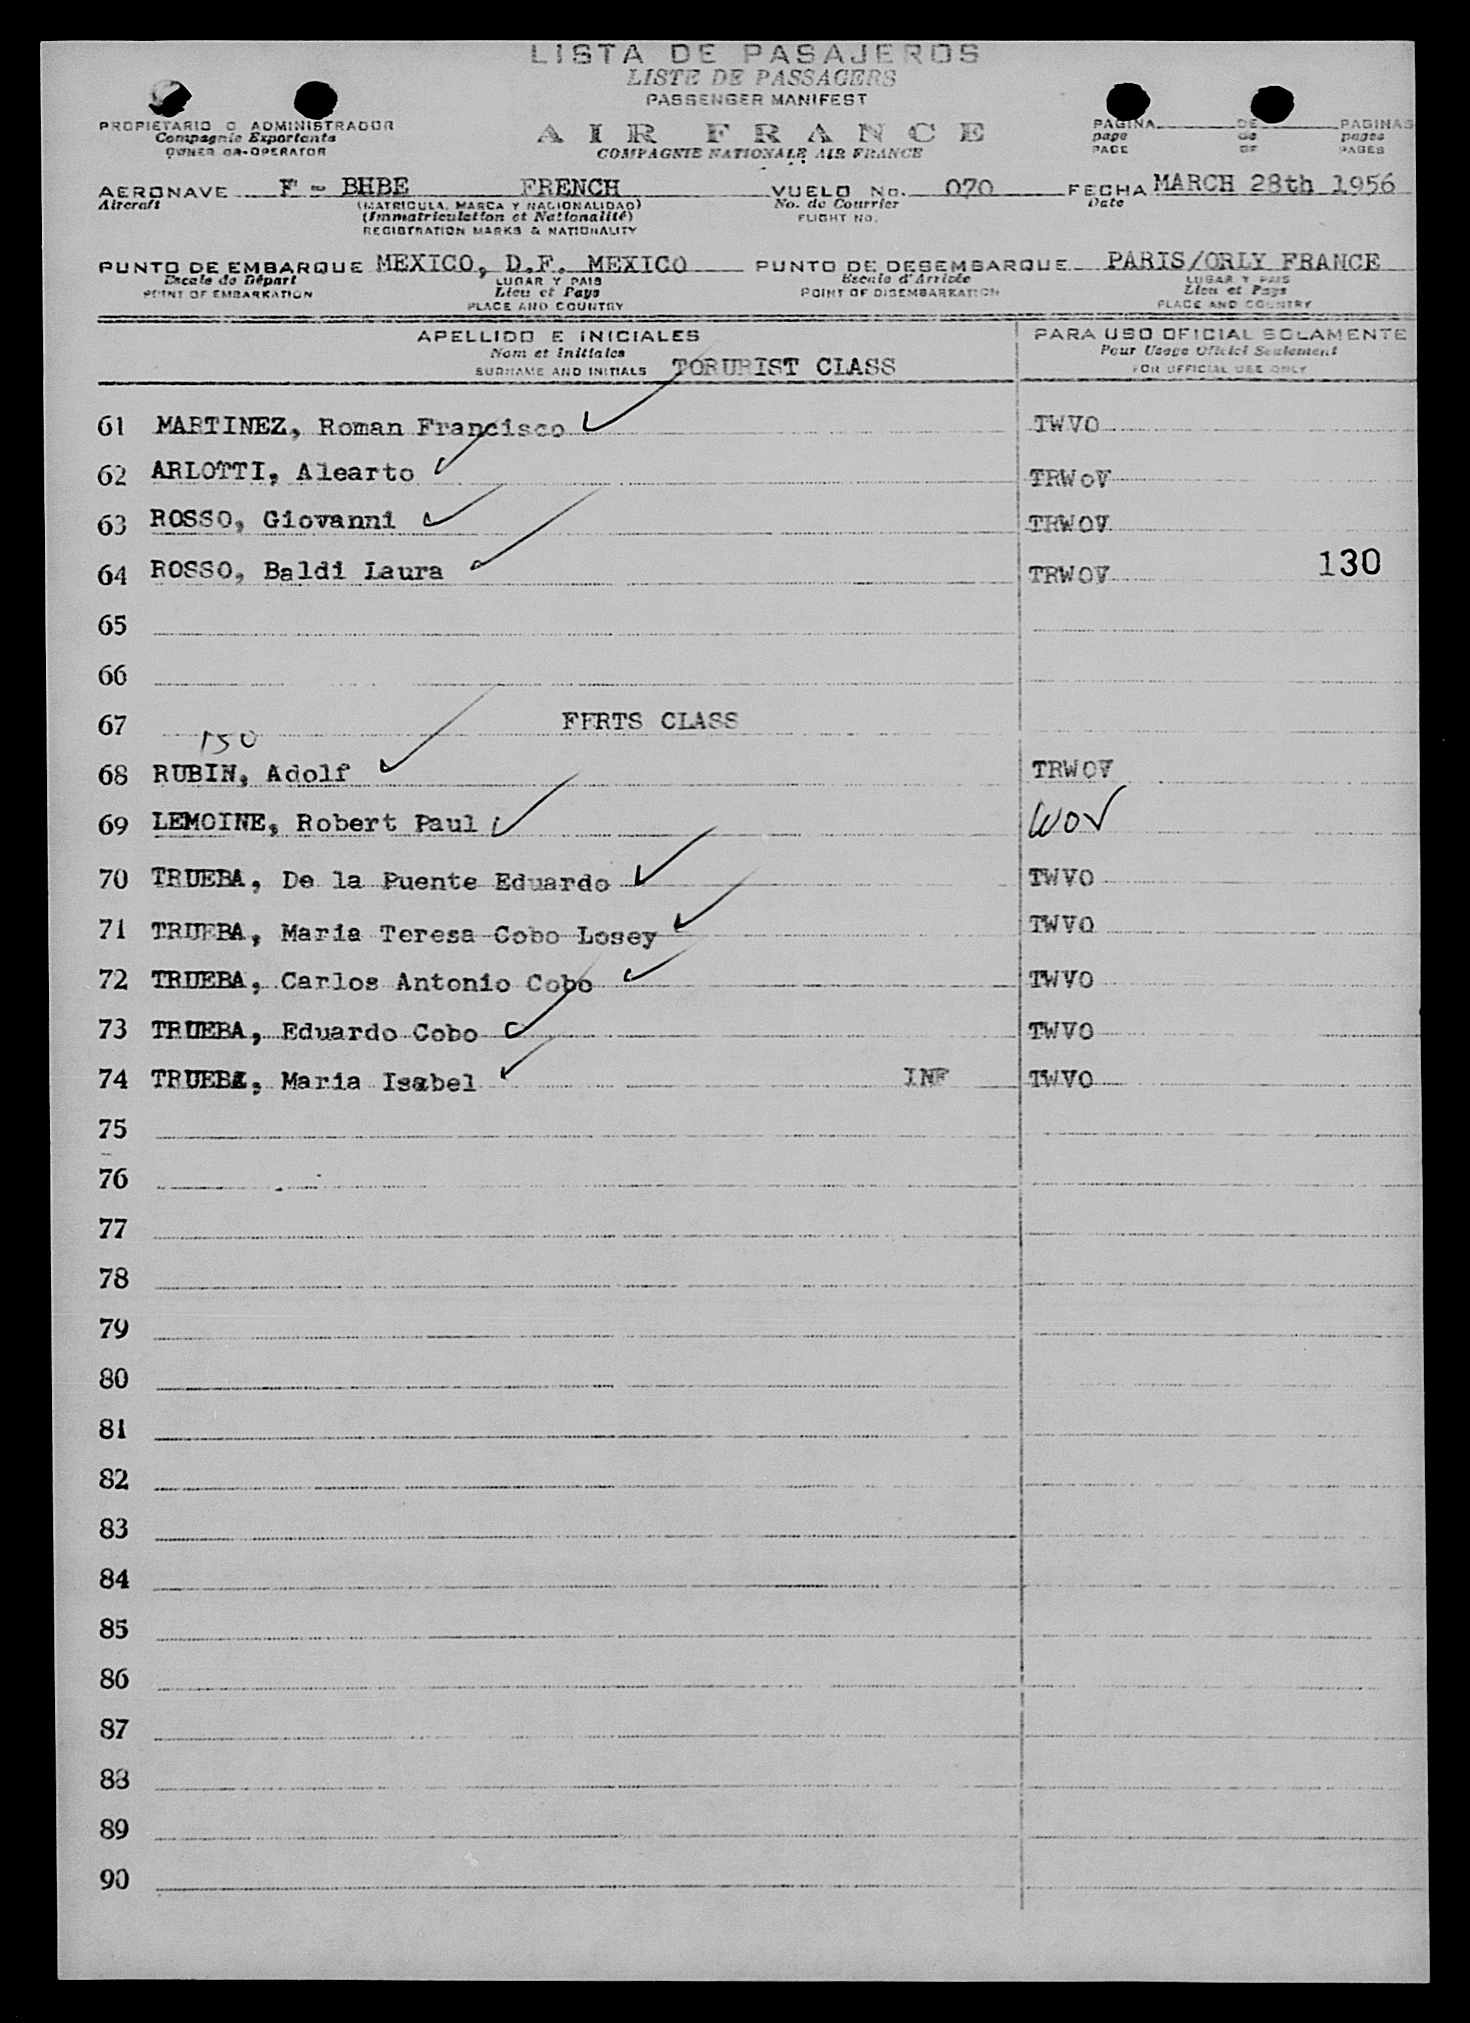 LISTA DE PASAJEROS
LISTE DE PASSAGERS
PASSENGER MANIFEST
PROPIETARIO O ADMINISTRADOR
Compagnie Exportante
OWNER OR OPERATOR
AIR FRANCE
COMPAGNIE NATIONALE AIR FRANCE
PAGINA DE PAGINAS
page de pages
PAGE OF PAGES
AERONAVE F - BHBE FRENCH VUELO No. 070 FECHA MARCH 28th 1956
Aircraft (MATRICULA, MARCA Y NACIONALIDAD) No. de Courrier Date
(Immatriculation et Nationalité) FLIGHT NO.
REGISTRATION MARKS & NATIONALITY
PUNTO DE EMBARQUE MEXICO, D.F. MEXICO PUNTO DE DESEMBARQUE PARIS/ORLY FRANCE
Escale de Départ LUGAR Y PAIS Escale d'Arrivée LUGAR Y PAIS
POINT OF EMBARKATION Lieu et Pays POINT OF DISEMBARKATION Lieu et Pays
PLACE AND COUNTRY PLACE AND COUNTRY
APELLIDO E INICIALES PARA USO OFICIAL SOLAMENTE
Nom et Initiales Pour Usage Officiel Seulement
SURNAME AND INITIALS TORURIST CLASS FOR OFFICIAL USE ONLY
61 MARTINEZ, Roman Francisco TWVO
62 ARLOTTI, Alearto TRWoV
63 ROSSO, Giovanni TRWOV
64 ROSSO, Baldi Laura TRWOV 130
65
66
67 FFRTS CLASS
150
68 RUBIN, Adolf TRWOV
69 LEMOINE, Robert Paul WOV
70 TRUEBA, De la Puente Eduardo TWVO
71 TRUEBA, Maria Teresa Cobo Losey TWVO
72 TRUEBA, Carlos Antonio Cobo TWVO
73 TRUEBA, Eduardo Cobo TWVO
74 TRUEBA, Maria Isabel INF TWVO
75
76
77
78
79
80
81
82
83
84
85
86
87
88
89
90